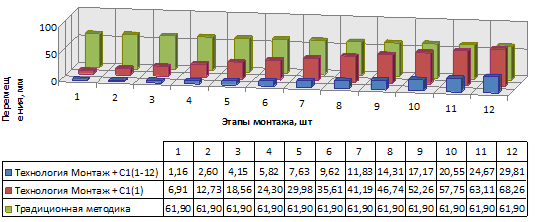 100
50
0
Перемещ
ения, мм
1 2 3 4 5 6 7 8 9 10 11 12
Этапы монтажа, шт
1 2 3 4 5 6 7 8 9 10 11 12
Технология Монтаж + С1(1-12) 1,16 2,60 4,15 5,82 7,63 9,62 11,83 14,31 17,17 20,55 24,67 29,81
Технология Монтаж + С1(1) 6,91 12,73 18,56 24,30 29,98 35,61 41,19 46,74 52,26 57,75 63,11 68,26
Традиционная методика 61,90 61,90 61,90 61,90 61,90 61,90 61,90 61,90 61,90 61,90 61,90 61,90